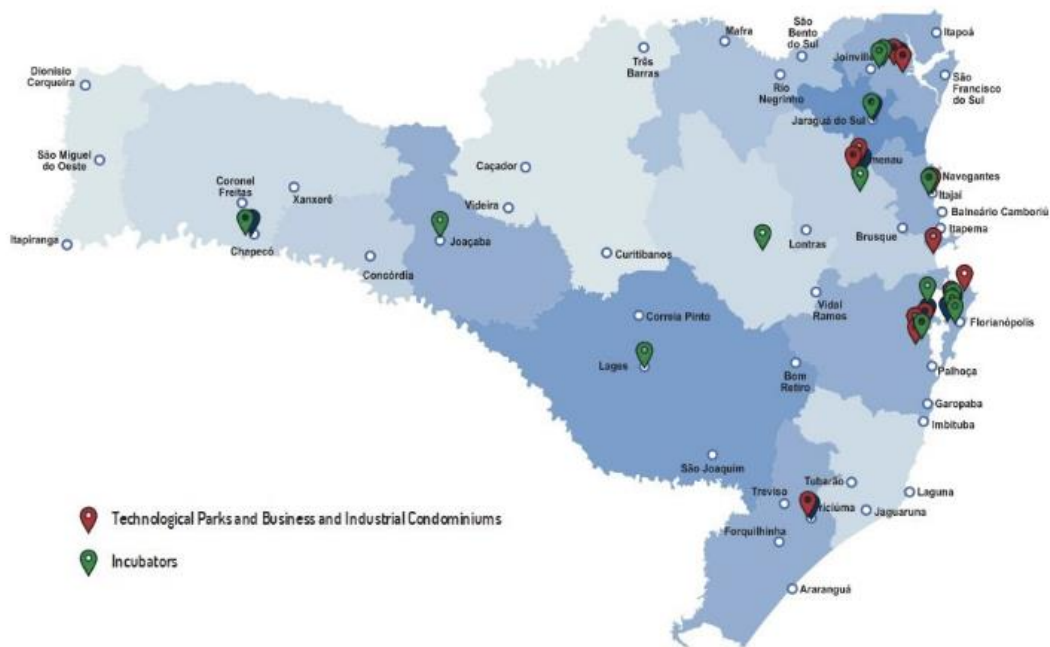 Itapoá
Mafra
São
Bento
do Sul
Três
Barras
Joinville
Dionísio
Cerqueira
Rio
Negrinho
São
Francisco
do Sul
Jaraguá do Sul
São Miguel
do Oeste
Caçador
menau
Navegantes
Coronel
Freitas
Xanxerê
Itajaí
Videira
Balneário Camboriú
Itapiranga
Chapecó
Joaçaba
Lontras
Brusque
Itapema
Concórdia
Curitibanos
Vidal
Ramos
Correia Pinto
Florianópolis
Lages
Bom
Retiro
Palhoça
Garopaba
Imbituba
São Joaquim
Tubarão
Treviso
Laguna
riciúma
Jaguaruna
Technological Parks and Business and Industrial Condominiums
Forquilhinha
Incubators
Araranguá